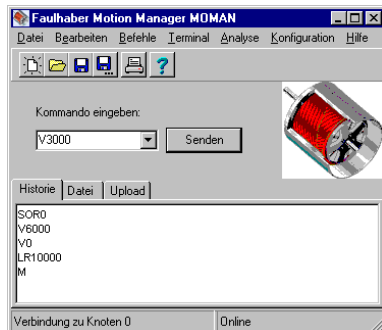 Faulhaber Motion Manager MOMAN
Datei Bearbeiten Befehle Terminal Analyse Konfiguration Hilfe
Kommando eingeben:
V3000 Senden
Historie Datei Upload
SOR0
V6000
V0
LR10000
M
Verbindung zu Knoten 0 Online